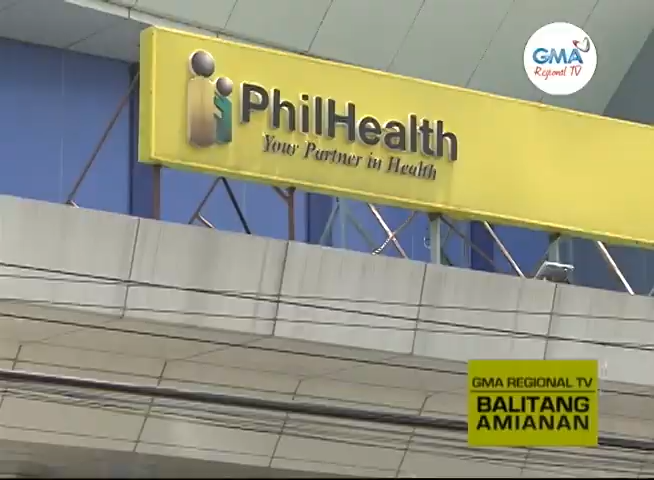 GMA
Regional TV
PhilHealth
Your Partner in Health
GMA REGIONAL TV
BALITANG
AMIANAN